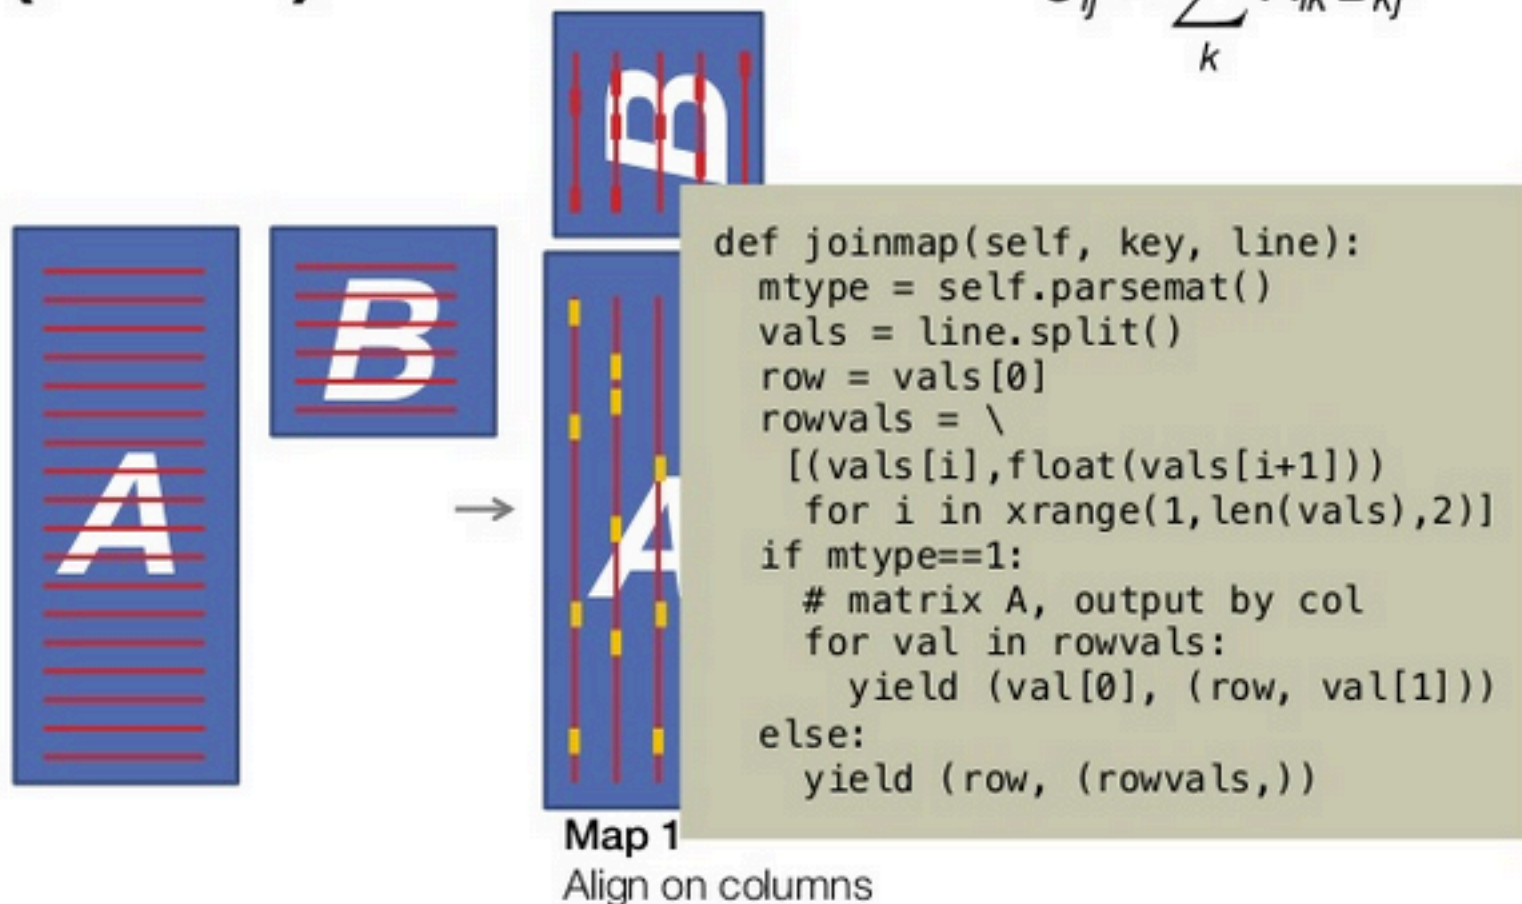 k
B
A
B
A
def joinmap(self, key, line):
  mtype = self.parsemat()
  vals = line.split()
  row = vals[0]
  rowvals = \
   [(vals[i],float(vals[i+1]))
    for i in xrange(1,len(vals),2)]
  if mtype==1:
    # matrix A, output by col
    for val in rowvals:
      yield (val[0], (row, val[1]))
  else:
    yield (row, (rowvals,))
Map 1
Align on columns